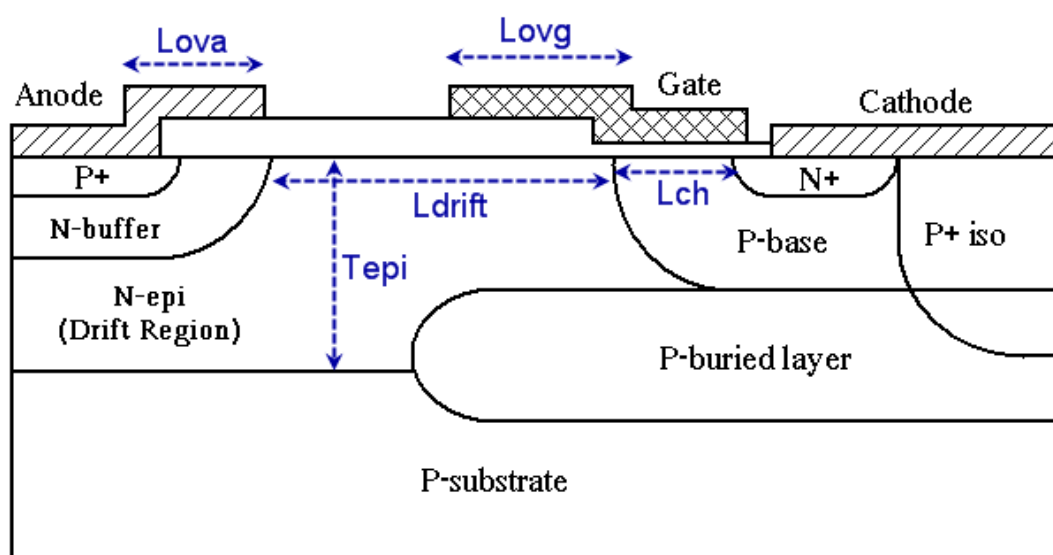 Lova
Lovg
Anode
Gate
Cathode
P+
N+
Ldrift
Lch
N-buffer
P-base
P+ iso
Tepi
N-epi
(Drift Region)
P-buried layer
P-substrate